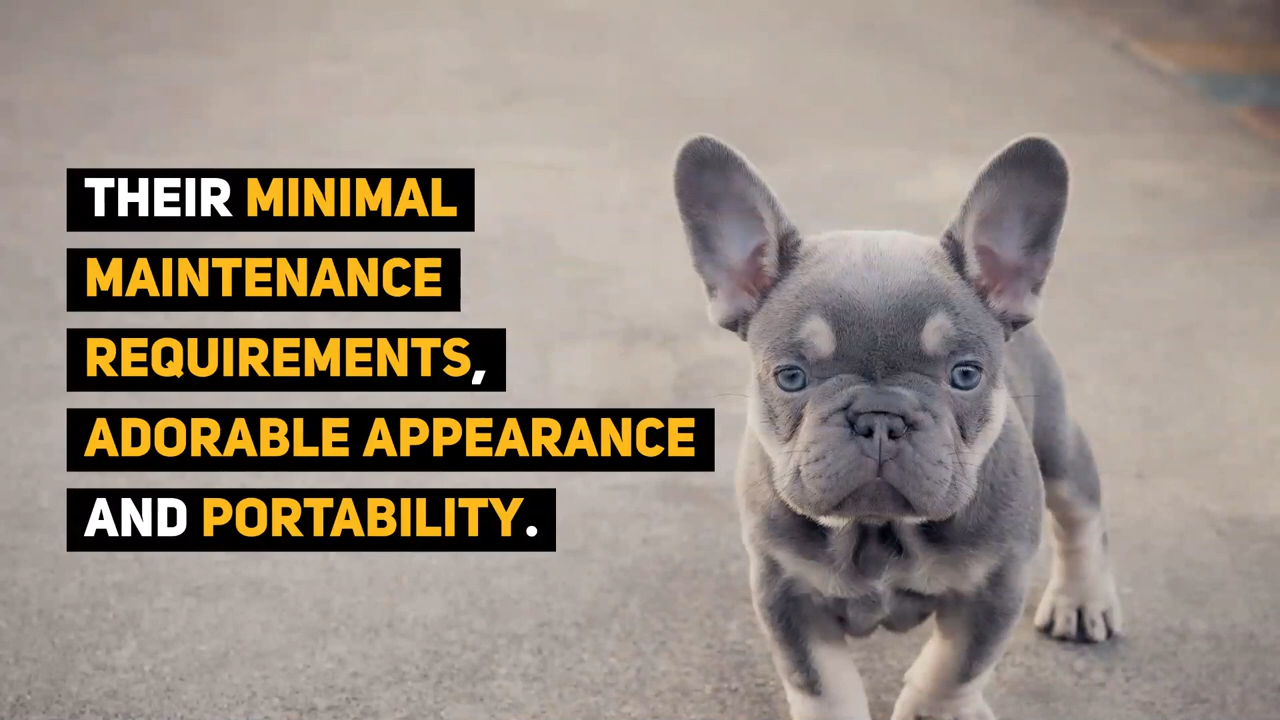 THEIR MINIMAL
MAINTENANCE
REQUIREMENTS,
ADORABLE APPEARANCE
AND PORTABILITY.